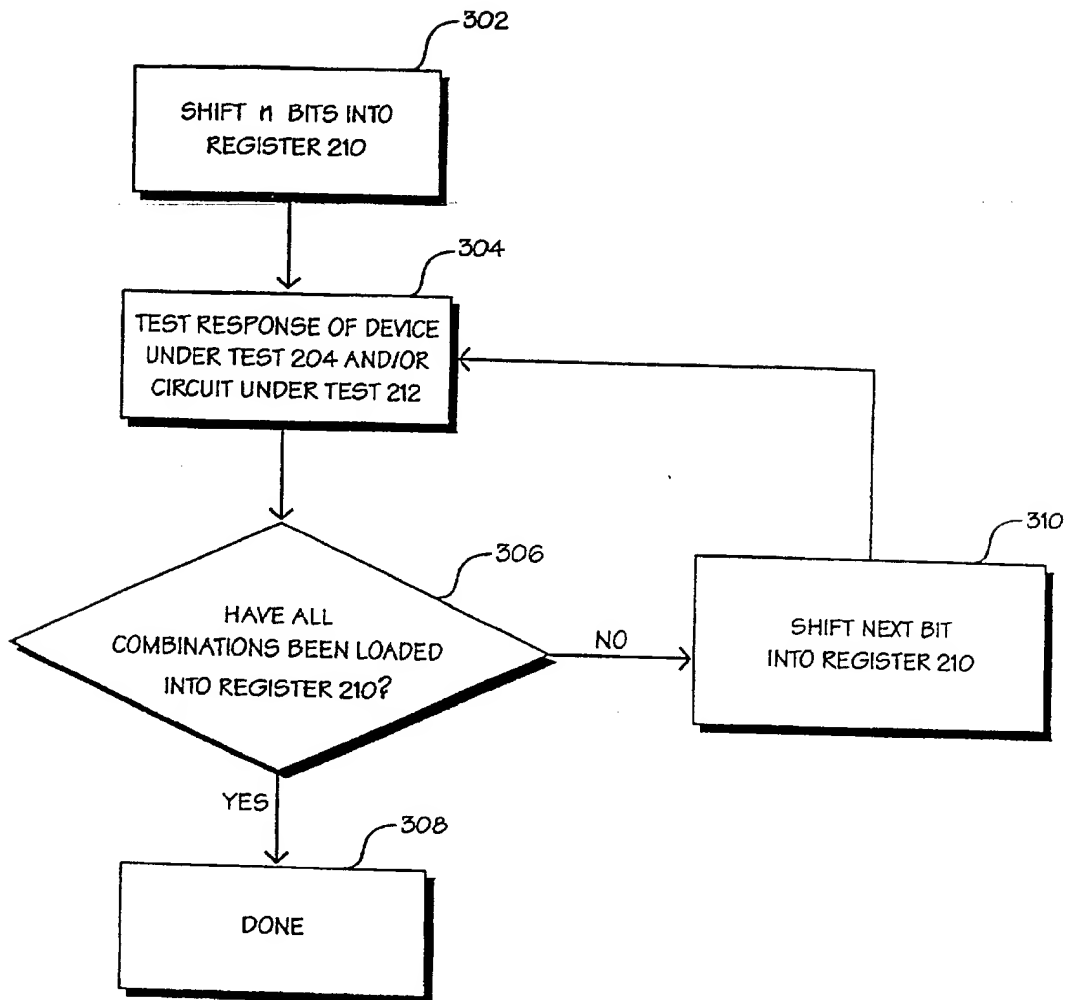 302
SHIFT n BITS INTO
REGISTER 210
304
TEST RESPONSE OF DEVICE
UNDER TEST 204 AND/OR
CIRCUIT UNDER TEST 212
306
HAVE ALL
COMBINATIONS BEEN LOADED
INTO REGISTER 210?
NO
310
SHIFT NEXT BIT
INTO REGISTER 210
YES
308
DONE